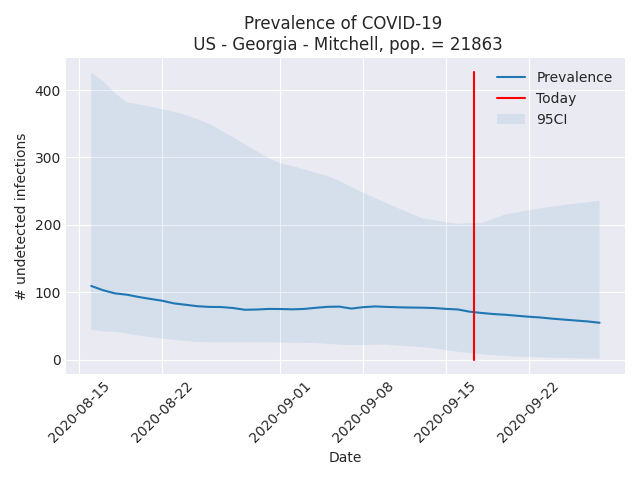 Prevalence of COVID-19
US - Georgia - Mitchell, pop. = 21863
Prevalence
Today
95CI
# undetected infections
400
300
200
100
0
2020-08-15
2020-08-22
2020-09-01
2020-09-08
2020-09-15
2020-09-22
Date